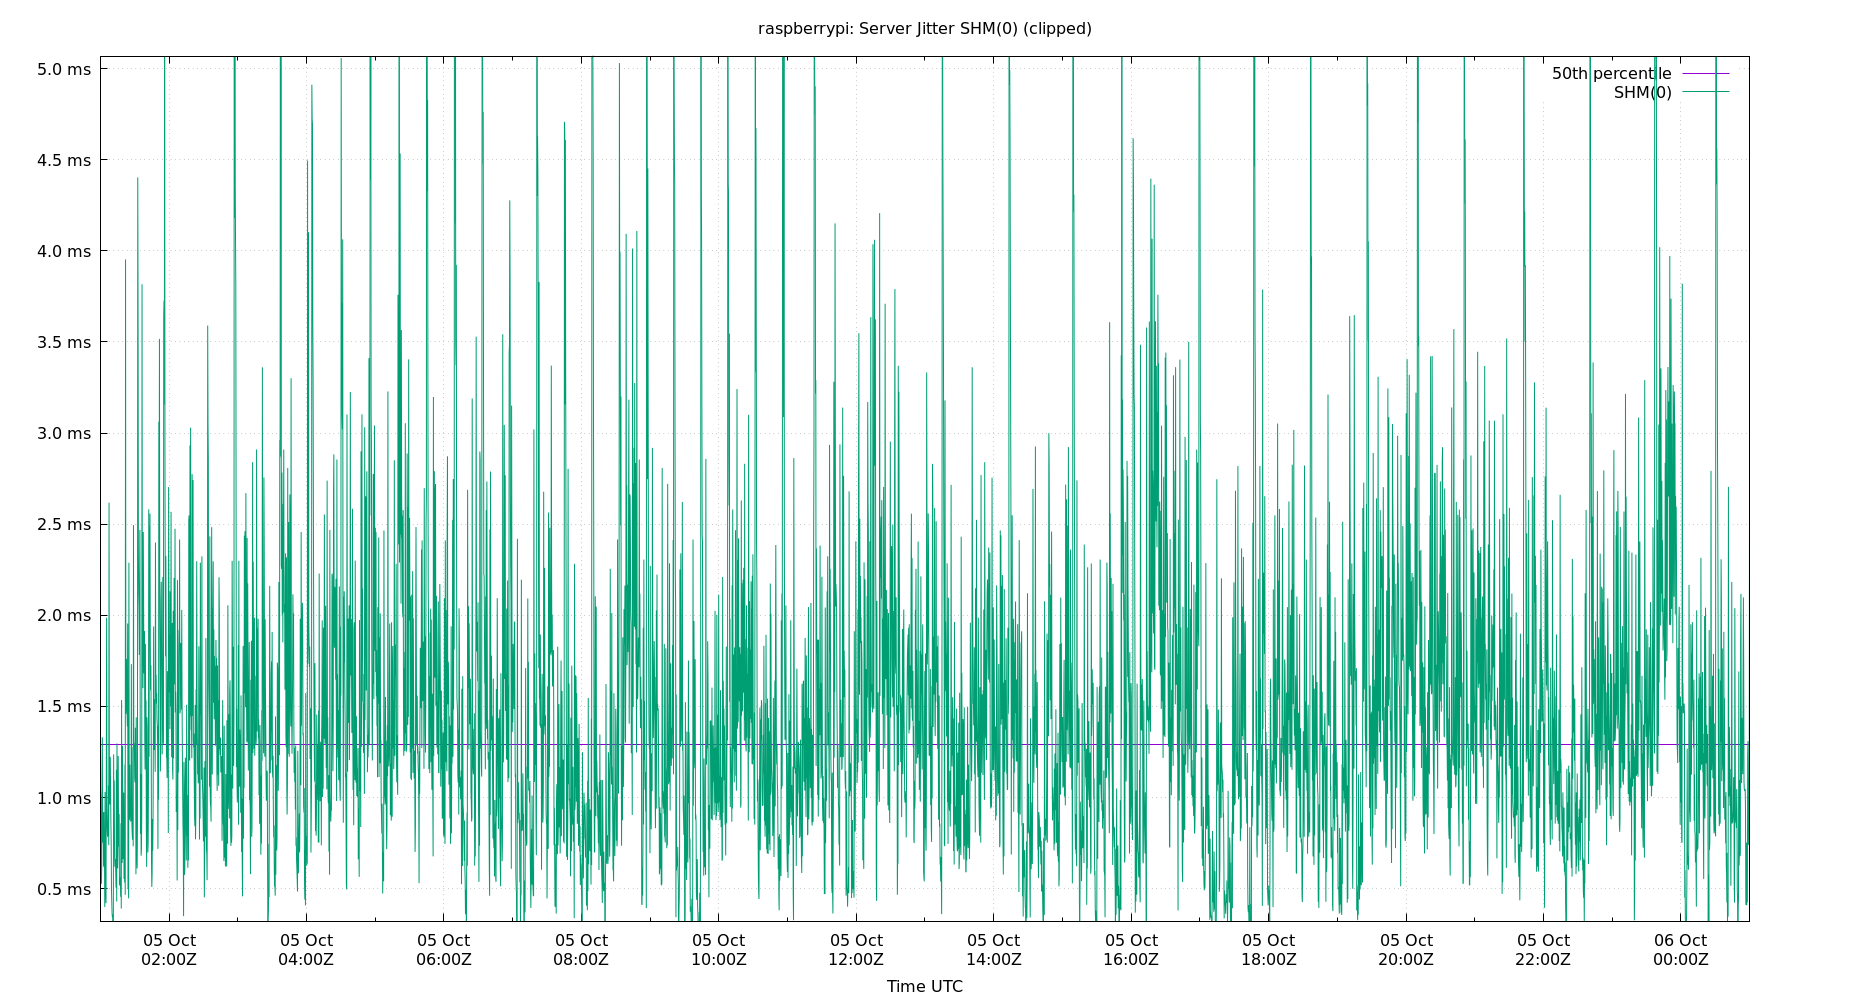 raspberrypi: Server Jitter SHM(0) (clipped)
50th percentile
SHM(0)
5.0 ms
4.5 ms
4.0 ms
3.5 ms
3.0 ms
2.5 ms
2.0 ms
1.5 ms
1.0 ms
0.5 ms
05 Oct 05 Oct 05 Oct 05 Oct 05 Oct 05 Oct 05 Oct 05 Oct 05 Oct 05 Oct 05 Oct 06 Oct
02:00Z 04:00Z 06:00Z 08:00Z 10:00Z 12:00Z 14:00Z 16:00Z 18:00Z 20:00Z 22:00Z 00:00Z
Time UTC